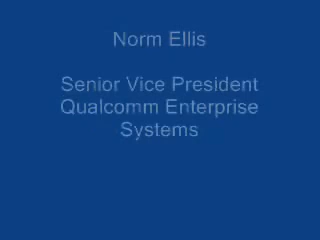 Norm Ellis
Senior Vice President
Qualcomm Enterprise
Systems